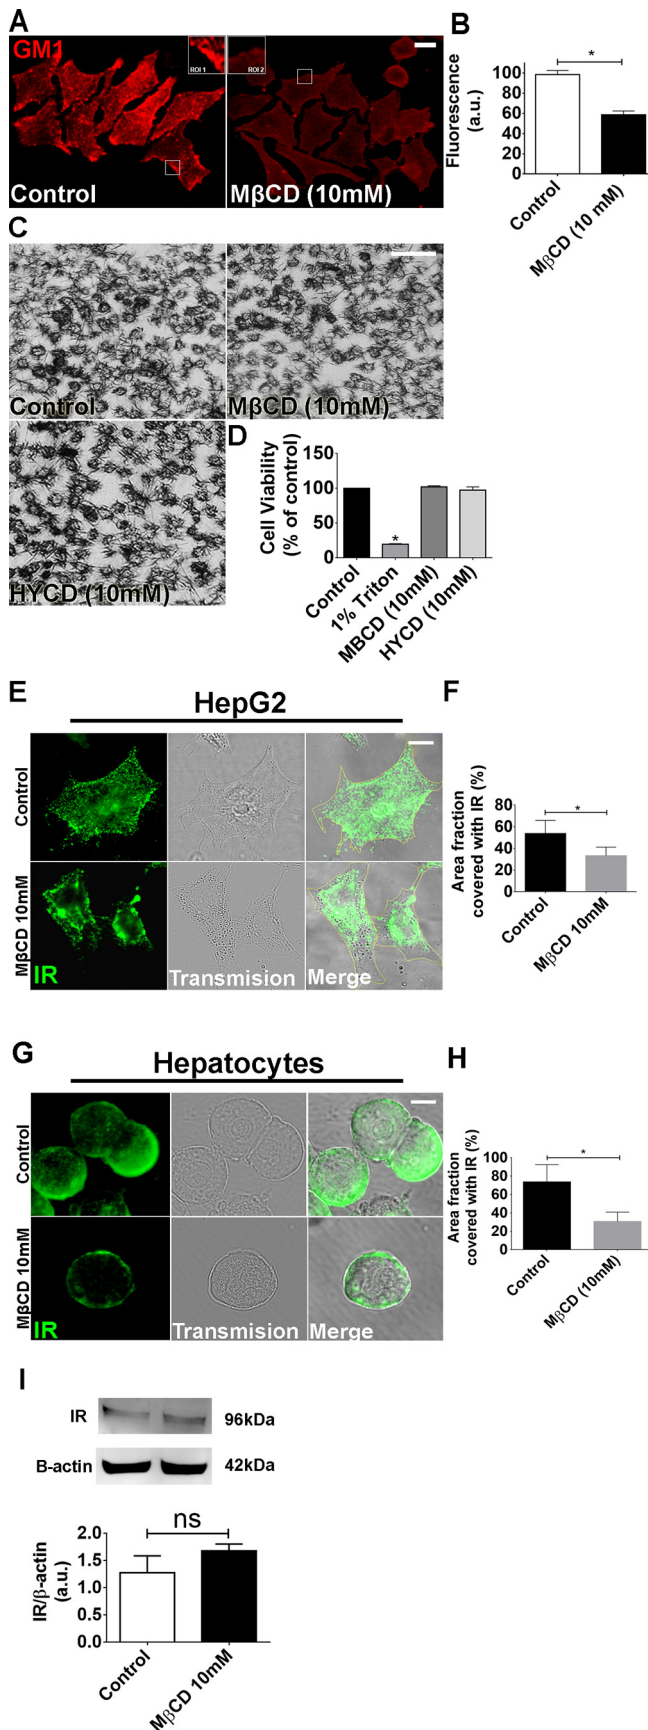 A
GM1
ROI 1
ROI 2
Control
MβCD (10mM)
B
Fluorescence
(a.u.)
100
80
60
40
20
0
*
Control
MβCD (10 mM)
C
Control
MβCD (10mM)
HYCD (10mM)
D
Cell Viability
(% of control)
150
100
50
0
*
Control
1% Triton
MBCD (10mM)
HYCD (10mM)
E
HepG2
Control
MβCD 10mM
IR
Transmision
Merge
F
Area fraction
covered with IR (%)
80
60
40
20
0
*
Control
MβCD 10mM
G
Hepatocytes
Control
MβCD 10mM
IR
Transmision
Merge
H
Area fraction
covered with IR (%)
100
80
60
40
20
0
*
Control
MβCD (10mM)
I
IR
96kDa
B-actin
42kDa
IR/β-actin
(a.u.)
2.0
1.5
1.0
0.5
0.0
ns
Control
MβCD 10mM